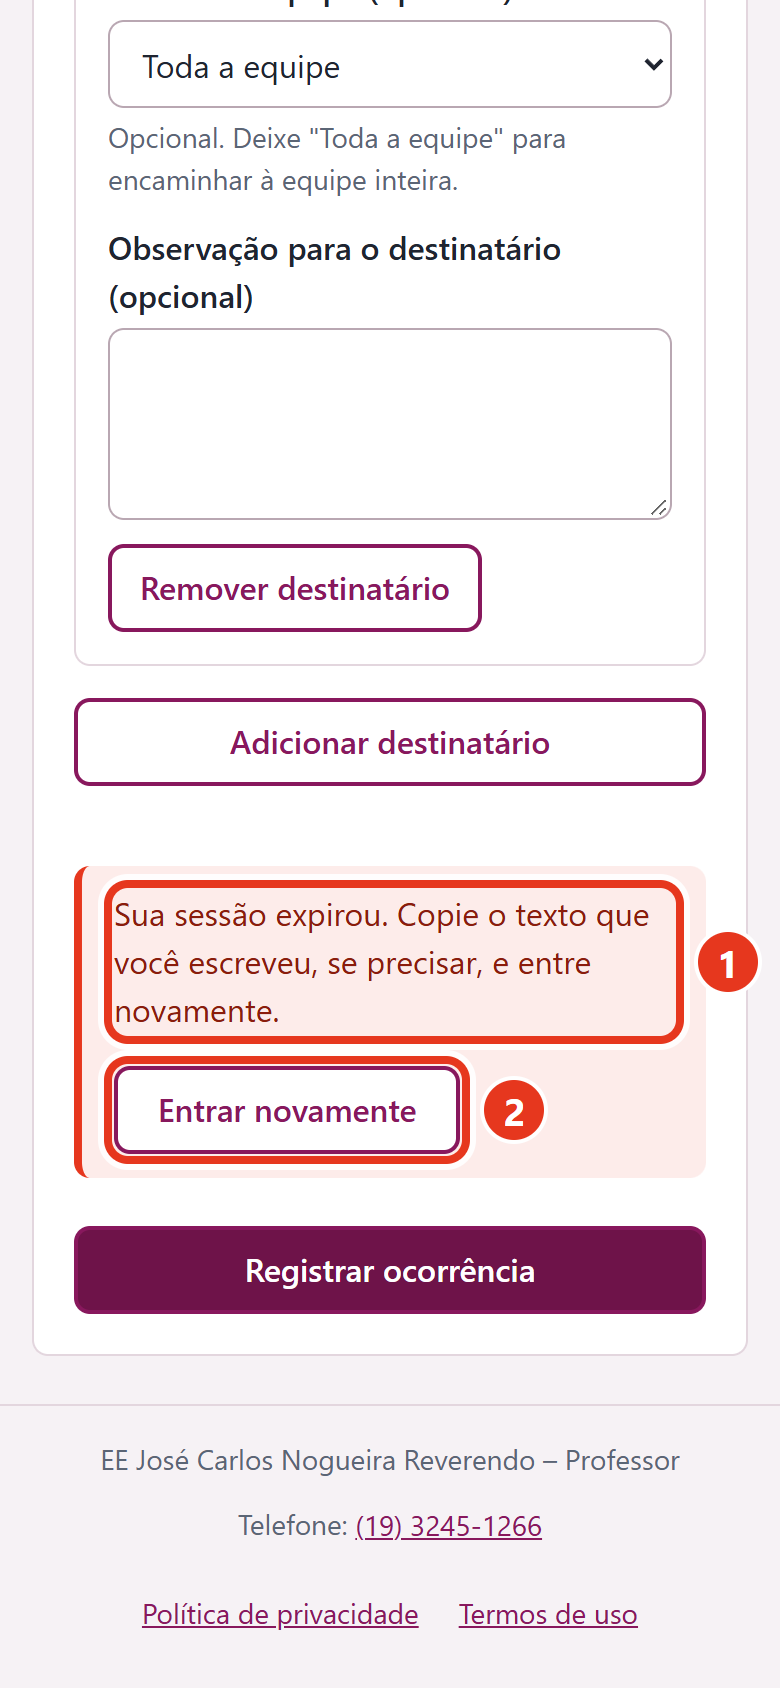 Toda a equipe
Opcional. Deixe "Toda a equipe" para
encaminhar à equipe inteira.
Observação para o destinatário
(opcional)
Remover destinatário
Adicionar destinatário
Sua sessão expirou. Copie o texto que
você escreveu, se precisar, e entre
novamente.
1
Entrar novamente
2
Registrar ocorrência
EE José Carlos Nogueira Reverendo – Professor
Telefone: (19) 3245-1266
Política de privacidade Termos de uso